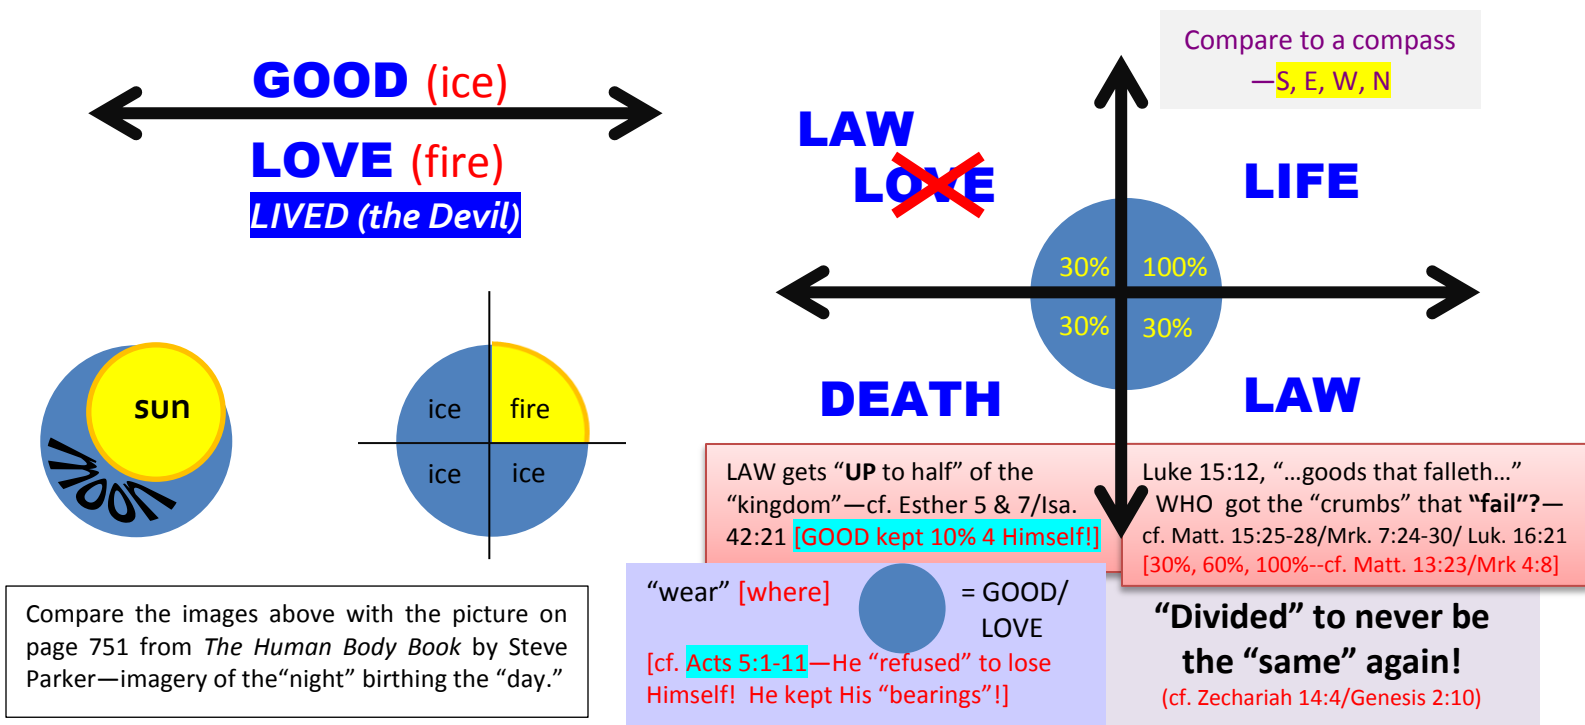 GOOD (ice)
LOVE (fire)
LIVED (the Devil)
sun
moon
ice
fire
ice
ice
Compare the images above with the picture on
page 751 from The Human Body Book by Steve
Parker—imagery of the“night” birthing the “day.”
Compare to a compass
—S, E, W, N
LAW
LOVE
LIFE
30%
100%
30%
30%
DEATH
LAW
LAW gets “UP to half” of the
“kingdom”—cf. Esther 5 & 7/Isa.
42:21 [GOOD kept 10% 4 Himself!]
Luke 15:12, “…goods that falleth…”
WHO got the “crumbs” that “fail”?—
cf. Matt. 15:25-28/Mrk. 7:24-30/ Luk. 16:21
[30%, 60%, 100%--cf. Matt. 13:23/Mrk 4:8]
“wear” [where]
= GOOD/
LOVE
[cf. Acts 5:1-11—He “refused” to lose
Himself! He kept His “bearings”!]
“Divided” to never be
the “same” again!
(cf. Zechariah 14:4/Genesis 2:10)